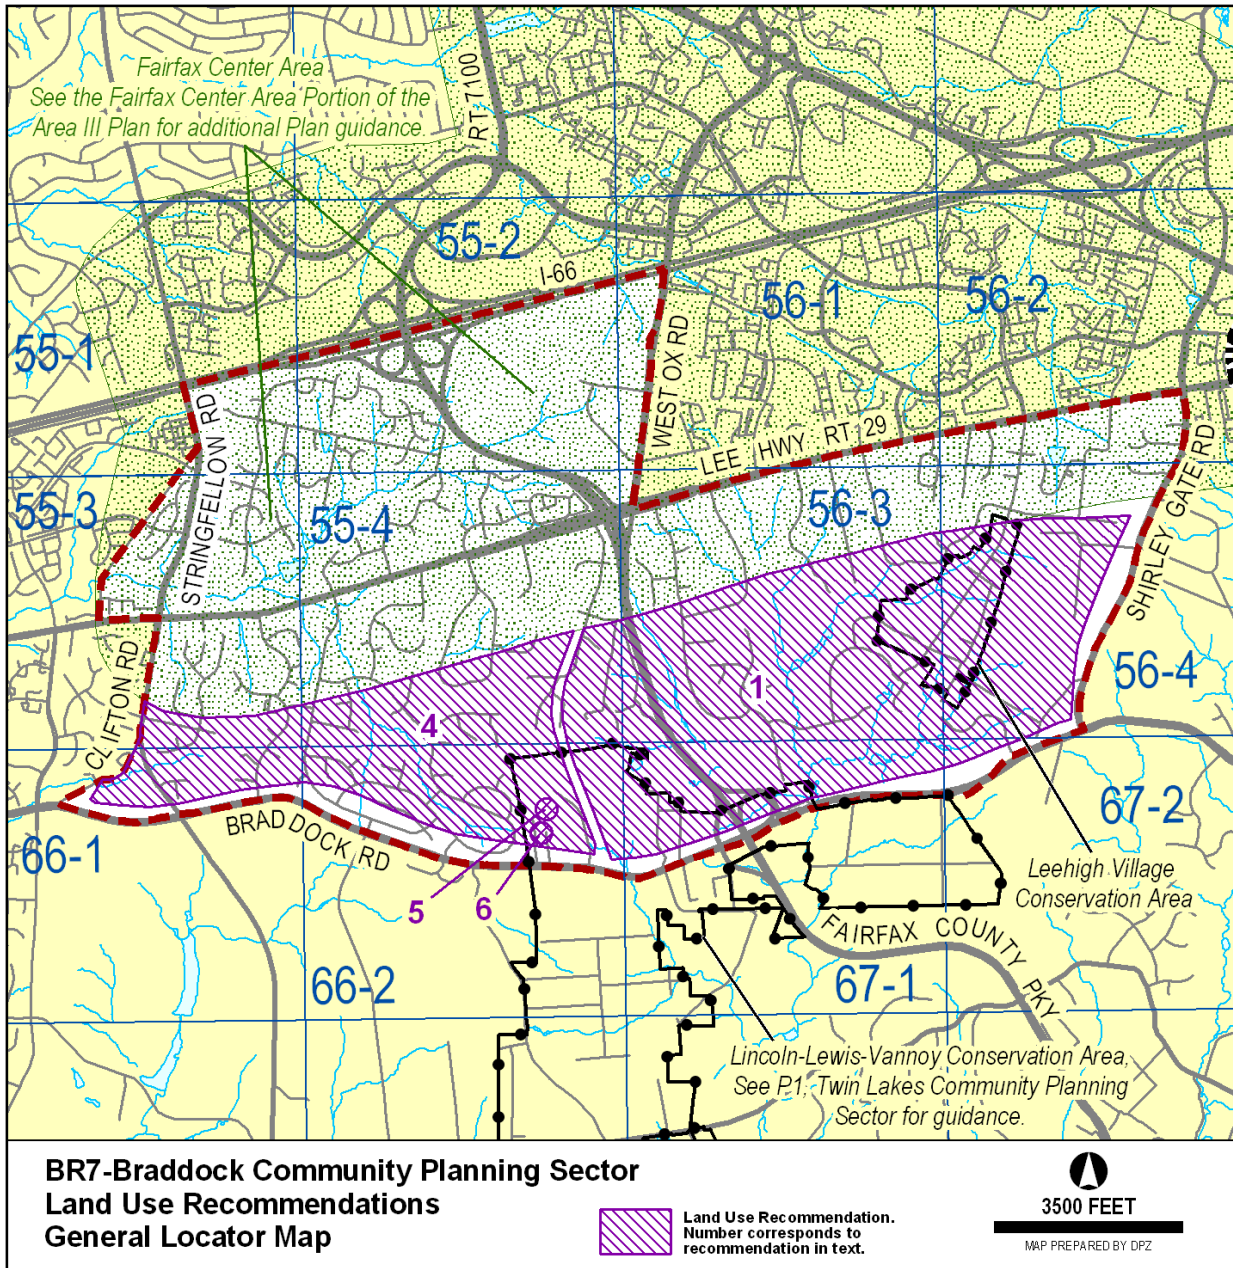 Fairfax Center Area
See the Fairfax Center Area Portion of the
Area III Plan for additional Plan guidance.
RT 7100
55-2
I-66
56-1
56-2
55-1
WEST OX RD
STRINGFELLON RD
LEE HWY RT 29
55-3
55-4
56-3
SHIRLEY GATE RD
CLIFTON RD
56-4
1
4
67-2
BRADDOCK RD
66-1
Leehigh Village
Conservation Area
5
6
FAIRFAX COUNTY PKY
66-2
67-1
Lincoln-Lewis-Vannoy Conservation Area,
See P1, Twin Lakes Community Planning
Sector for guidance.
BR7-Braddock Community Planning Sector
Land Use Recommendations
General Locator Map
Land Use Recommendation.
Number corresponds to
recommendation in text.
3500 FEET
MAP PREPARED BY DPZ